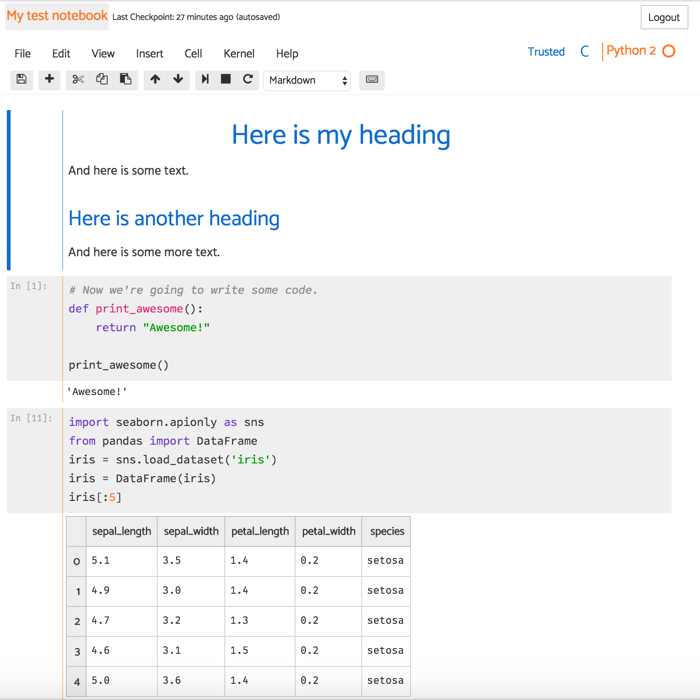 My test notebook Last Checkpoint: 27 minutes ago (autosaved) Logout
File Edit View Insert Cell Kernel Help Trusted C Python 2
Markdown
Here is my heading
And here is some text.
Here is another heading
And here is some more text.
In [1]: # Now we're going to write some code.
def print_awesome():
    return "Awesome!"
print_awesome()
'Awesome!'
In [11]: import seaborn.apionly as sns
from pandas import DataFrame
iris = sns.load_dataset('iris')
iris = DataFrame(iris)
iris[:5]
sepal_length sepal_width petal_length petal_width species
0 5.1 3.5 1.4 0.2 setosa
1 4.9 3.0 1.4 0.2 setosa
2 4.7 3.2 1.3 0.2 setosa
3 4.6 3.1 1.5 0.2 setosa
4 5.0 3.6 1.4 0.2 setosa